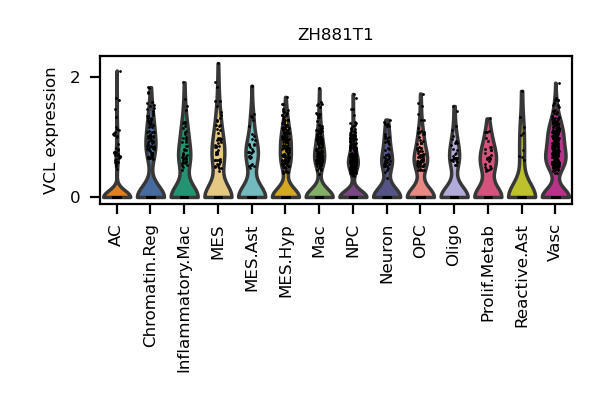 ZH881T1
VCL expression
2
0
AC
Chromatin.Reg
Inflammatory.Mac
MES
MES.Ast
MES.Hyp
Mac
NPC
Neuron
OPC
Oligo
Prolif.Metab
Reactive.Ast
Vasc